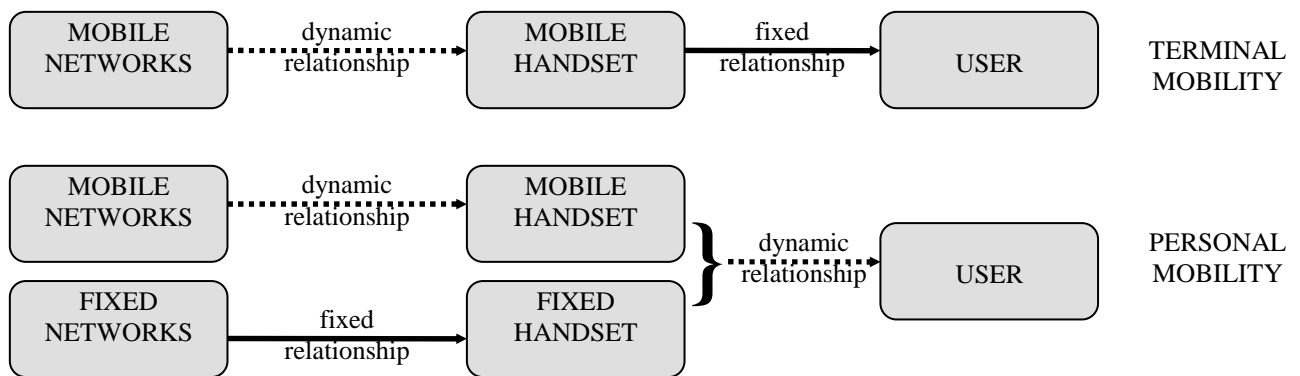 MOBILE
NETWORKS
dynamic
relationship
MOBILE
HANDSET
fixed
relationship
USER
TERMINAL
MOBILITY
MOBILE
NETWORKS
dynamic
relationship
MOBILE
HANDSET
FIXED
NETWORKS
fixed
relationship
FIXED
HANDSET
}
dynamic
relationship
USER
PERSONAL
MOBILITY